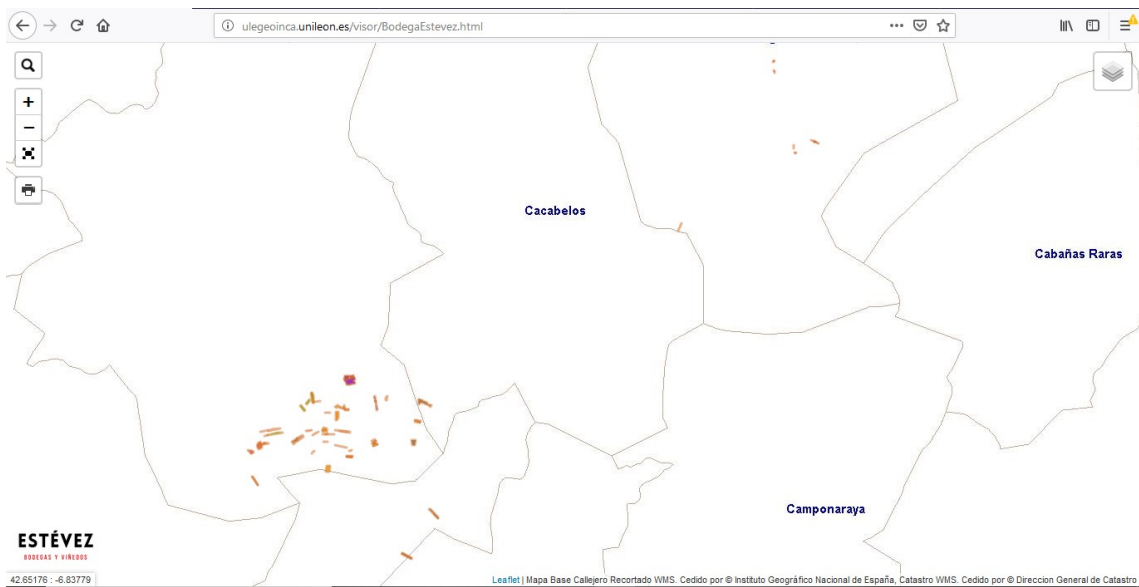 ulegeoinca.unileon.es/visor/BodegaEstevez.html
Cacabelos
Cabañas Raras
Camponaraya
ESTÉVEZ
BODEGAS Y VIÑEDOS
42.65176 : -6.83779
Leaflet | Mapa Base Callejero Recortado WMS. Cedido por © Instituto Geográfico Nacional de España, Catastro WMS. Cedido por © Direccion General de Catastro